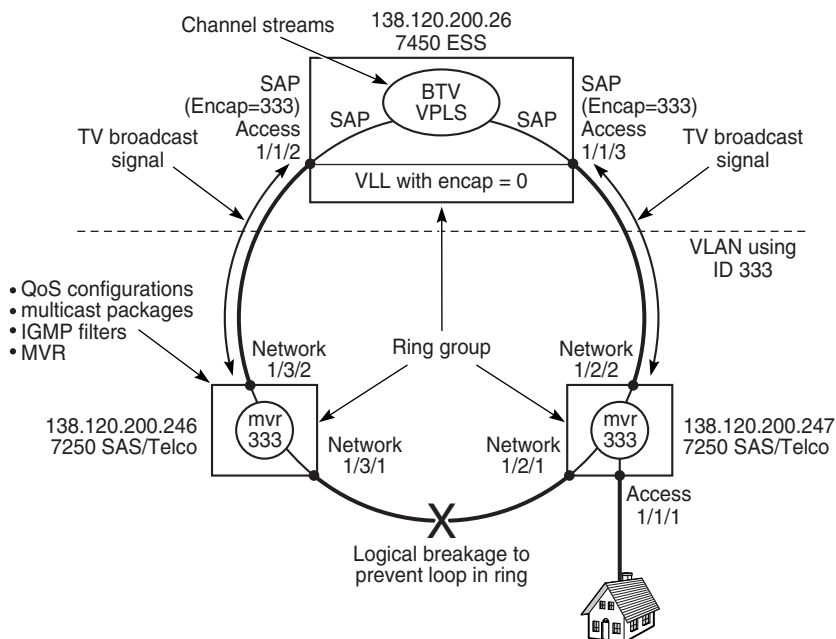 Channel streams
138.120.200.26
7450 ESS
SAP
(Encap=333)
Access
1/1/2
BTV
VPLS
SAP
SAP
SAP
(Encap=333)
Access
1/1/3
TV broadcast
signal
TV broadcast
signal
VLL with encap = 0
VLAN using
ID 333
• QoS configurations
• multicast packages
• IGMP filters
• MVR
Network
1/3/2
Ring group
Network
1/2/2
138.120.200.246
7250 SAS/Telco
mvr
333
Network
1/3/1
Network
1/2/1
mvr
333
138.120.200.247
7250 SAS/Telco
Access
1/1/1
X
Logical breakage to
prevent loop in ring